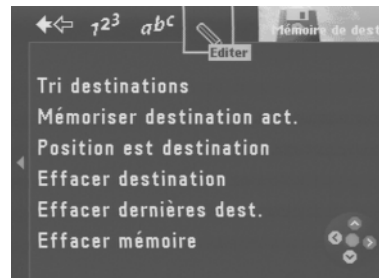 123 abc Mémoire de dest
Editer
Tri destinations
Mémoriser destination act.
Position est destination
Effacer destination
Effacer dernières dest.
Effacer mémoire